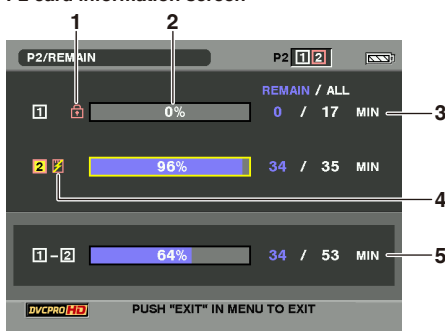 P2 card information screen
1 2
P2/REMAIN P2 1 2
REMAIN / ALL
1 0% 0 / 17 MIN 3
2 96% 34 / 35 MIN
4
1 - 2 64% 34 / 53 MIN 5
DVCPRO HD PUSH "EXIT" IN MENU TO EXIT